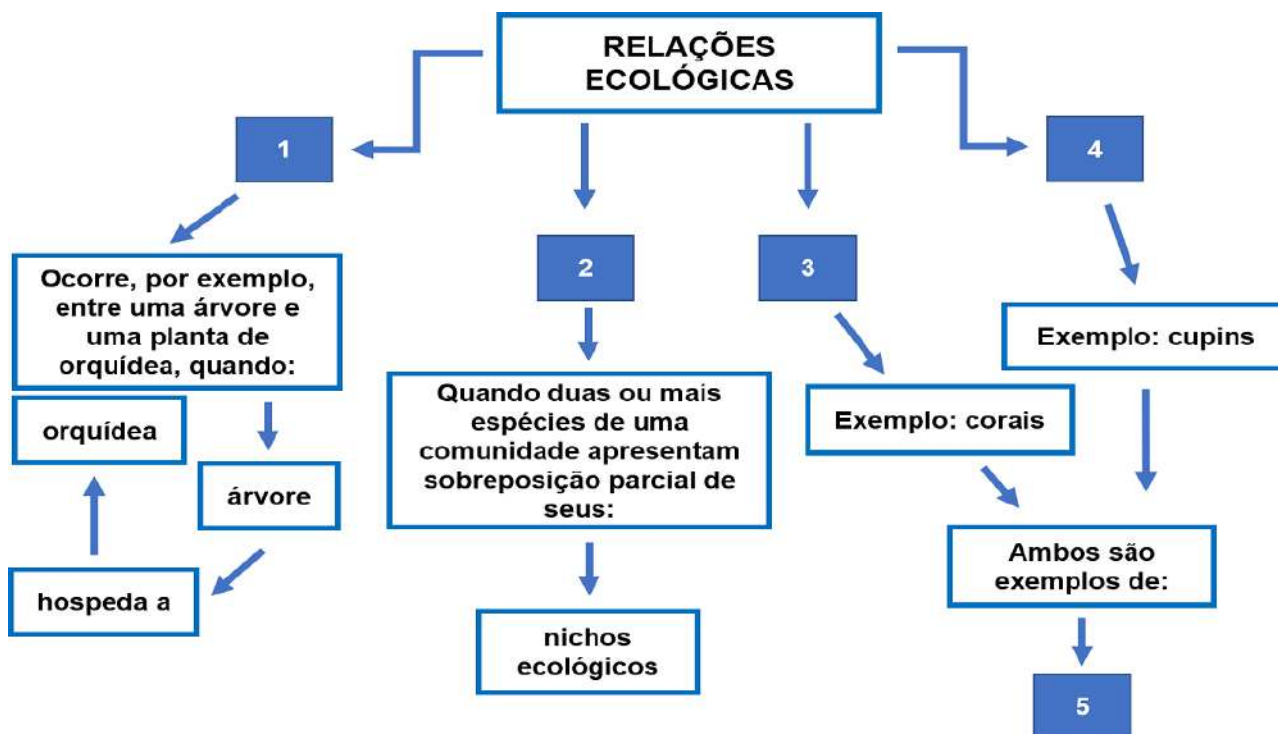 RELAÇÕES
ECOLÓGICAS
1
Ocorre, por exemplo,
entre uma árvore e
uma planta de
orquídea, quando:
orquídea
árvore
hospeda a
2
Quando duas ou mais
espécies de uma
comunidade apresentam
sobreposição parcial de
seus:
nichos
ecológicos
3
Exemplo: corais
4
Exemplo: cupins
Ambos são
exemplos de:
5